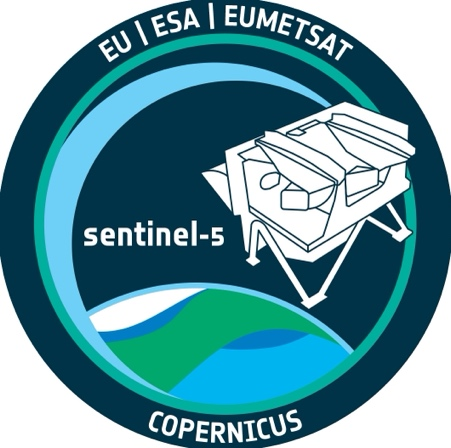 EU | ESA | EUMETSAT
sentinel-5
COPERNICUS